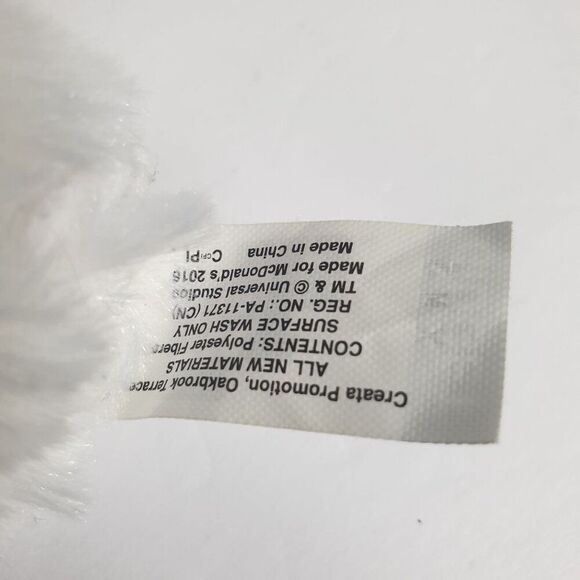 Creata Promotion, Oakbrook Terrace
ALL NEW MATERIALS
CONTENTS: Polyester Fibers
SURFACE WASH ONLY
REG. NO.: PA-11371 (CN)
TM & © Universal Studios
Made for McDonald's 2016
Made in China